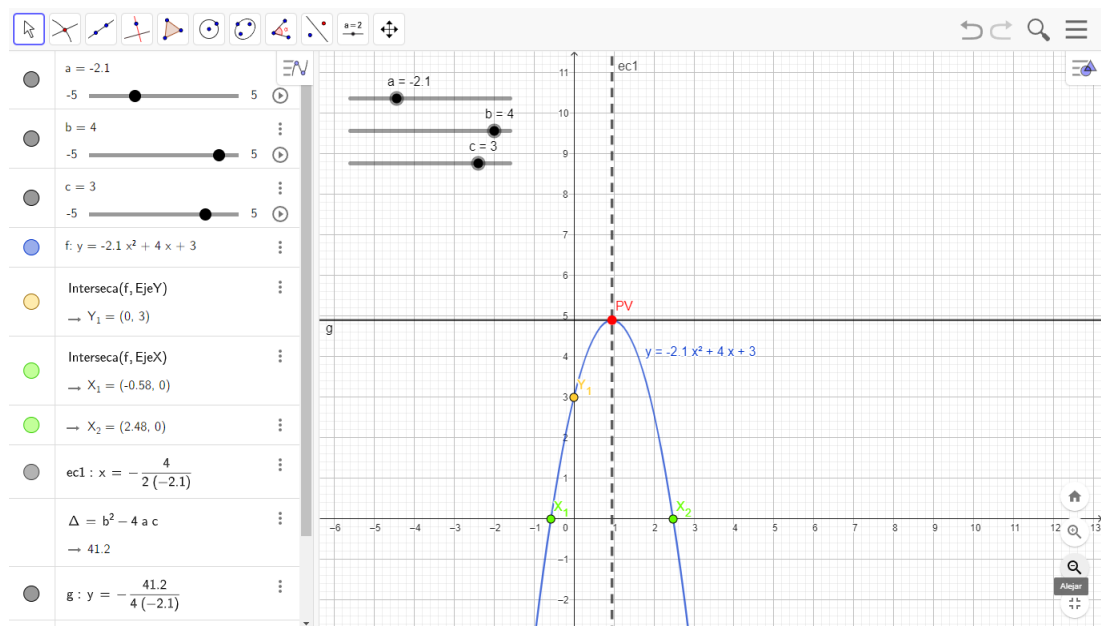 a=2
a = -2.1
-5 5
b = 4
-5 5
c = 3
-5 5
f: y = -2.1 x² + 4 x + 3
Interseca(f, EjeY)
→ Y₁ = (0, 3)
Interseca(f, EjeX)
→ X₁ = (-0.58, 0)
→ X₂ = (2.48, 0)
ec1 : x = − 4 / 2 (−2.1)
Δ = b² − 4 a c
→ 41.2
g : y = − 41.2 / 4 (−2.1)
a = -2.1
b = 4
c = 3
ec1
11
10
9
8
7
6
5
4
3
2
1
−1
−2
g
PV
y = -2.1 x² + 4 x + 3
Y₁
X₁
X₂
−6 −5 −4 −3 −2 −1 0 1 2 3 4 5 6 7 8 9 10 11 12 13
Alejar